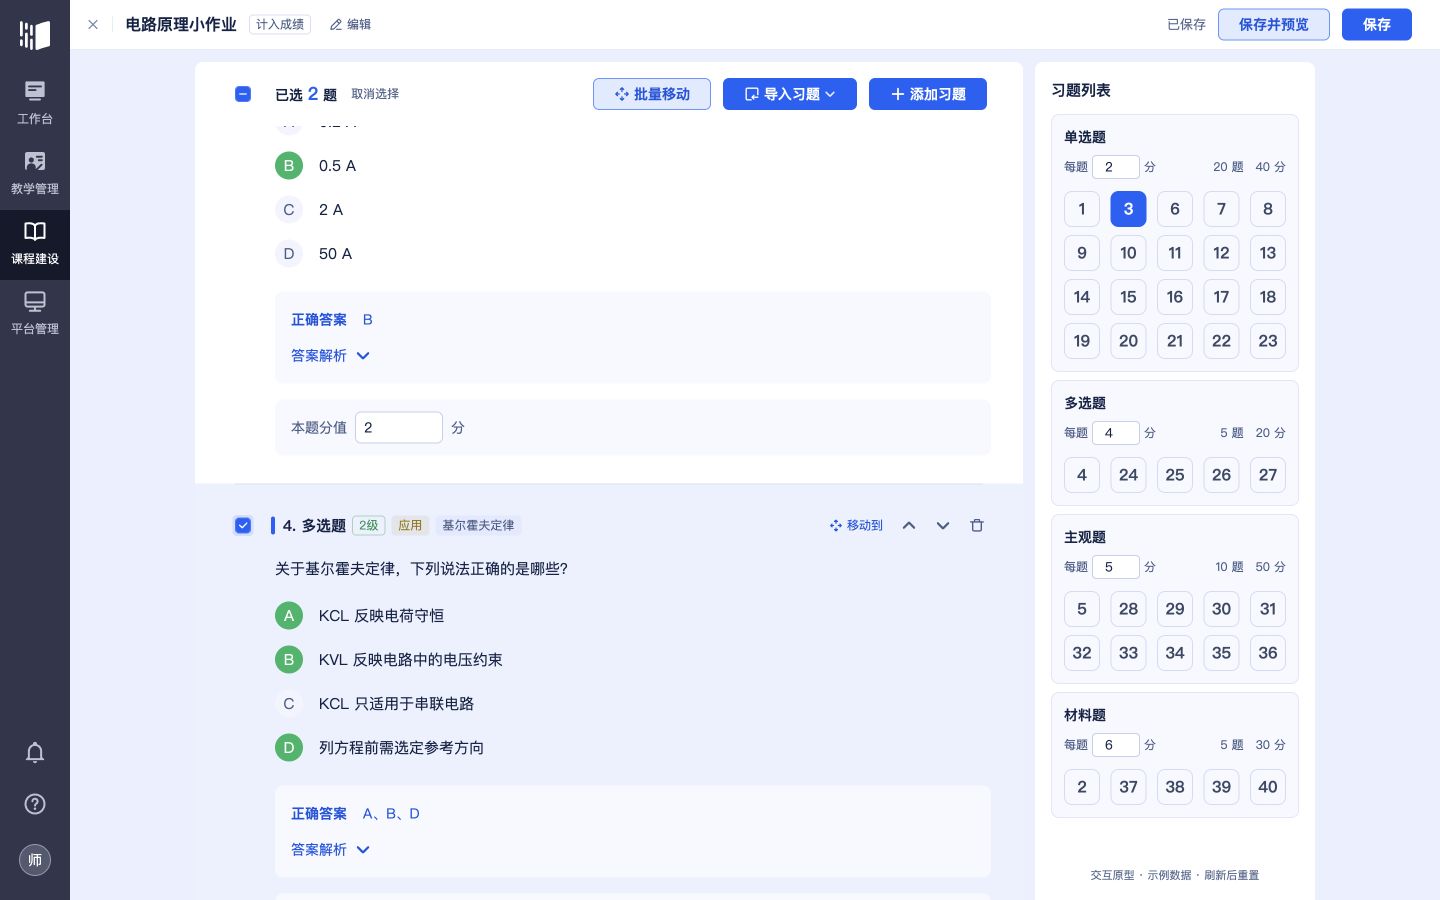 电路原理小作业 计入成绩 编辑 已保存 保存并预览 保存
工作台
教学管理
课程建设
平台管理
师
已选 2 题 取消选择 批量移动 导入习题 添加习题
B 0.5 A
C 2 A
D 50 A
正确答案 B
答案解析
本题分值 2 分
4. 多选题 2级 应用 基尔霍夫定律 移动到
关于基尔霍夫定律，下列说法正确的是哪些？
A KCL 反映电荷守恒
B KVL 反映电路中的电压约束
C KCL 只适用于串联电路
D 列方程前需选定参考方向
正确答案 A、B、D
答案解析
习题列表
单选题
每题 2 分 20 题 40 分
1 3 6 7 8
9 10 11 12 13
14 15 16 17 18
19 20 21 22 23
多选题
每题 4 分 5 题 20 分
4 24 25 26 27
主观题
每题 5 分 10 题 50 分
5 28 29 30 31
32 33 34 35 36
材料题
每题 6 分 5 题 30 分
2 37 38 39 40
交互原型 · 示例数据 · 刷新后重置